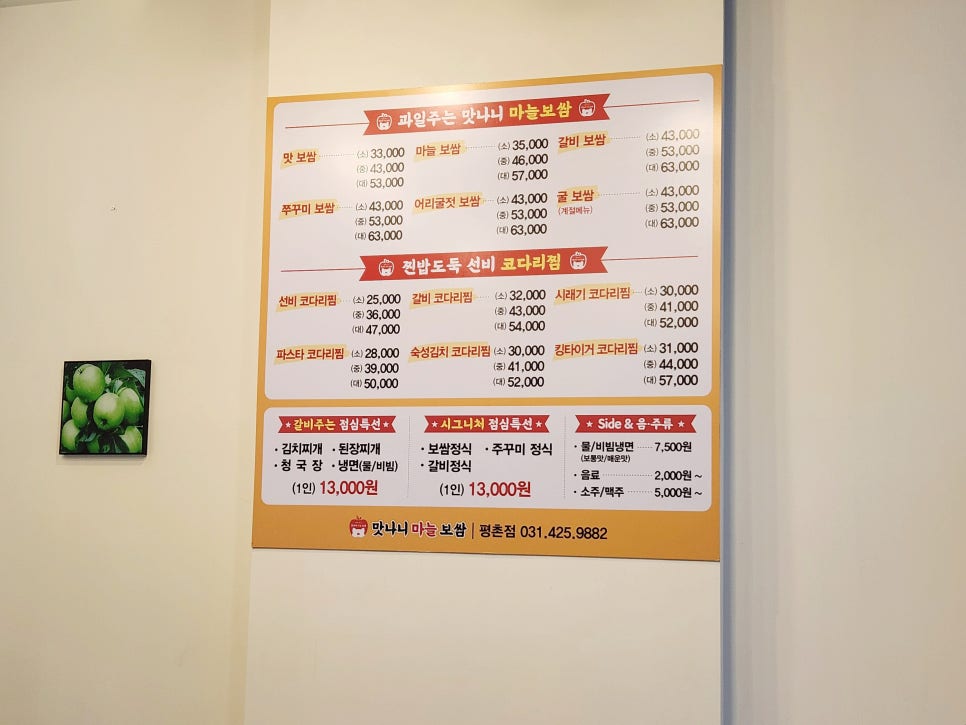 파일주는 맛나니 마늘보쌈
맛 보쌈 (소) 33,000
(중) 43,000
(대) 53,000
마늘 보쌈 (소) 35,000
(중) 46,000
(대) 57,000
갈비 보쌈 (소) 43,000
(중) 53,000
(대) 63,000
쭈꾸미 보쌈 (소) 43,000
(중) 53,000
(대) 63,000
어리굴젓 보쌈 (소) 43,000
(중) 53,000
(대) 63,000
굴 보쌈 (소) 43,000
(계절메뉴) (중) 53,000
(대) 63,000
찐밥도둑 선비 코다리찜
선비 코다리찜 (소) 25,000
(중) 36,000
(대) 47,000
갈비 코다리찜 (소) 32,000
(중) 43,000
(대) 54,000
시래기 코다리찜 (소) 30,000
(중) 41,000
(대) 52,000
파스타 코다리찜 (소) 28,000
(중) 39,000
(대) 50,000
숙성김치 코다리찜 (소) 30,000
(중) 41,000
(대) 52,000
킹타이거 코다리찜 (소) 31,000
(중) 44,000
(대) 57,000
★ 갈비주는 점심특선 ★
· 김치찌개 · 된장찌개
· 청국장 · 냉면(물/비빔)
(1인) 13,000원
★ 시그니처 점심특선 ★
· 보쌈정식 · 주꾸미 정식
· 갈비정식
(1인) 13,000원
★ Side & 음·주류 ★
· 물/비빔냉면 7,500원
(보통맛/매운맛)
· 음료 2,000원 ~
· 소주/맥주 5,000원 ~
맛나니 마늘 보쌈 | 평촌점 031.425.9882